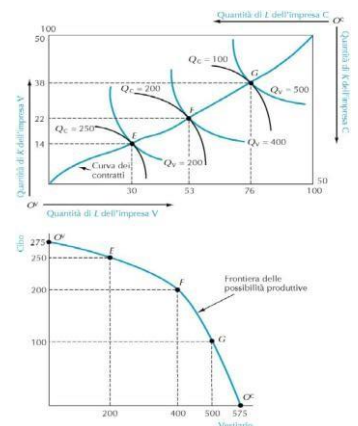 Quantità di L dell'impresa C
100
O^C
50
Q_C = 100
G
38
Q_C = 200
Q_V = 500
F
22
Q_C = 250
Q_V = 400
E
14
Q_V = 200
Curva dei
contratti
50
30
53
76
100
O^V
Quantità di L dell'impresa V
Quantità di K dell'impresa V
Quantità di K dell'impresa C
Cibo
275
O^V
250
E
F
200
Frontiera delle
possibilità produttive
G
100
O^C
200
400
500
575
Vestiario